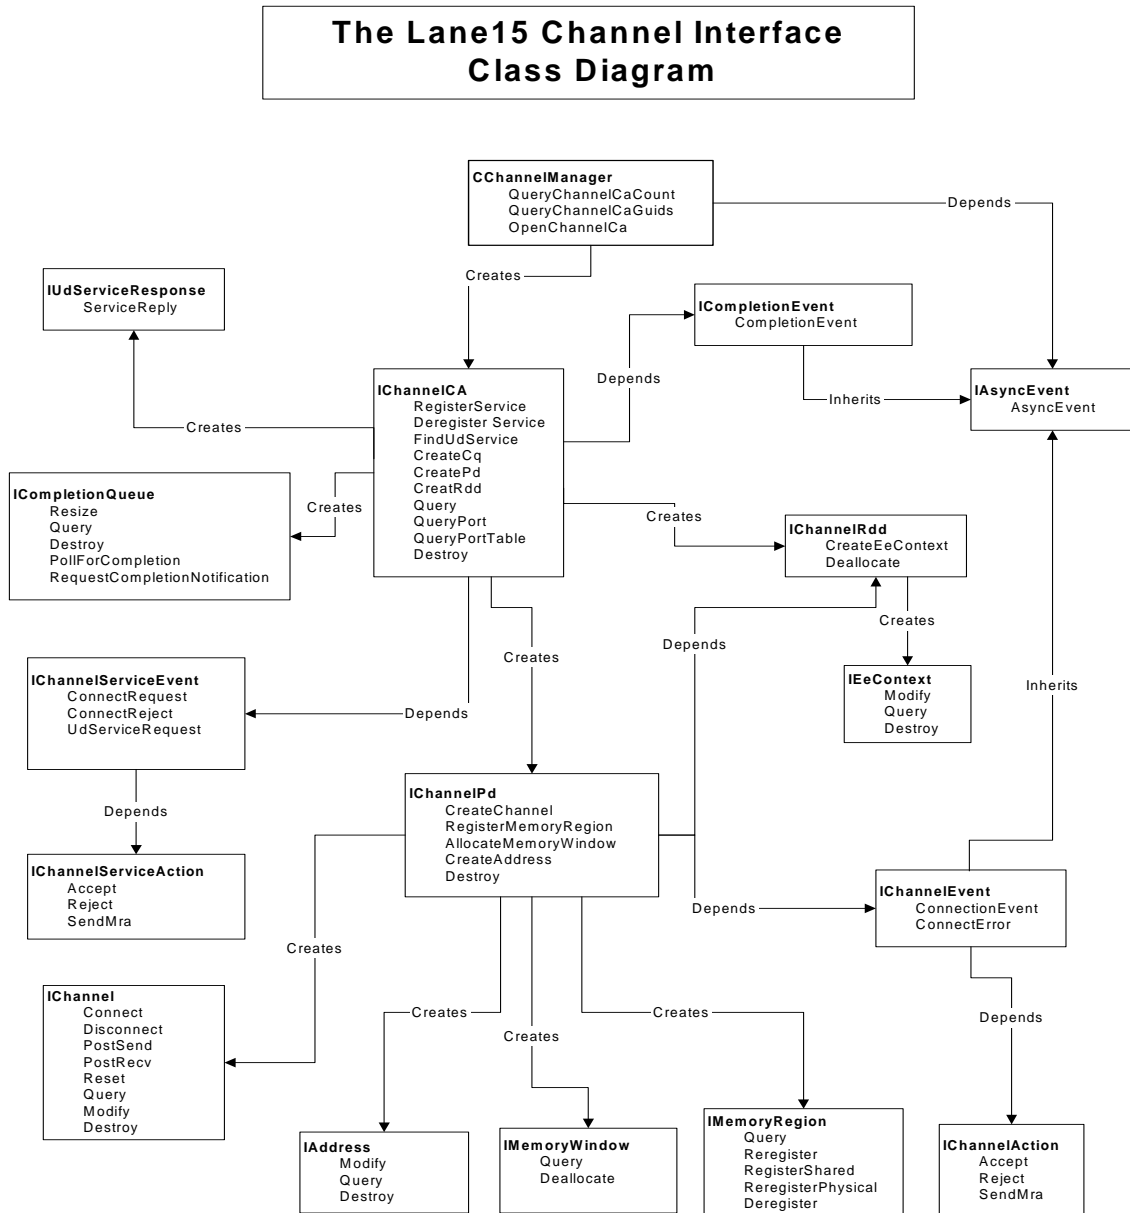 The Lane15 Channel Interface
Class Diagram
CChannelManager
QueryChannelCaCount
QueryChannelCaGuids
OpenChannelCa
Depends
Creates
IUdServiceResponse
ServiceReply
ICompletionEvent
CompletionEvent
Depends
IChannelCA
RegisterService
Deregister Service
FindUdService
CreateCq
CreatePd
CreatRdd
Query
QueryPort
QueryPortTable
Destroy
Inherits
IAsyncEvent
AsyncEvent
Creates
ICompletionQueue
Resize
Query
Destroy
PollForCompletion
RequestCompletionNotification
Creates
Creates
IChannelRdd
CreateEeContext
Deallocate
Creates
Depends
Creates
IChannelServiceEvent
ConnectRequest
ConnectReject
UdServiceRequest
Depends
IEeContext
Modify
Query
Destroy
Inherits
Depends
IChannelPd
CreateChannel
RegisterMemoryRegion
AllocateMemoryWindow
CreateAddress
Destroy
IChannelServiceAction
Accept
Reject
SendMra
Depends
IChannelEvent
ConnectionEvent
ConnectError
Creates
IChannel
Connect
Disconnect
PostSend
PostRecv
Reset
Query
Modify
Destroy
Creates
Creates
Creates
Depends
IAddress
Modify
Query
Destroy
IMemoryWindow
Query
Deallocate
IMemoryRegion
Query
Reregister
RegisterShared
ReregisterPhysical
Deregister
IChannelAction
Accept
Reject
SendMra